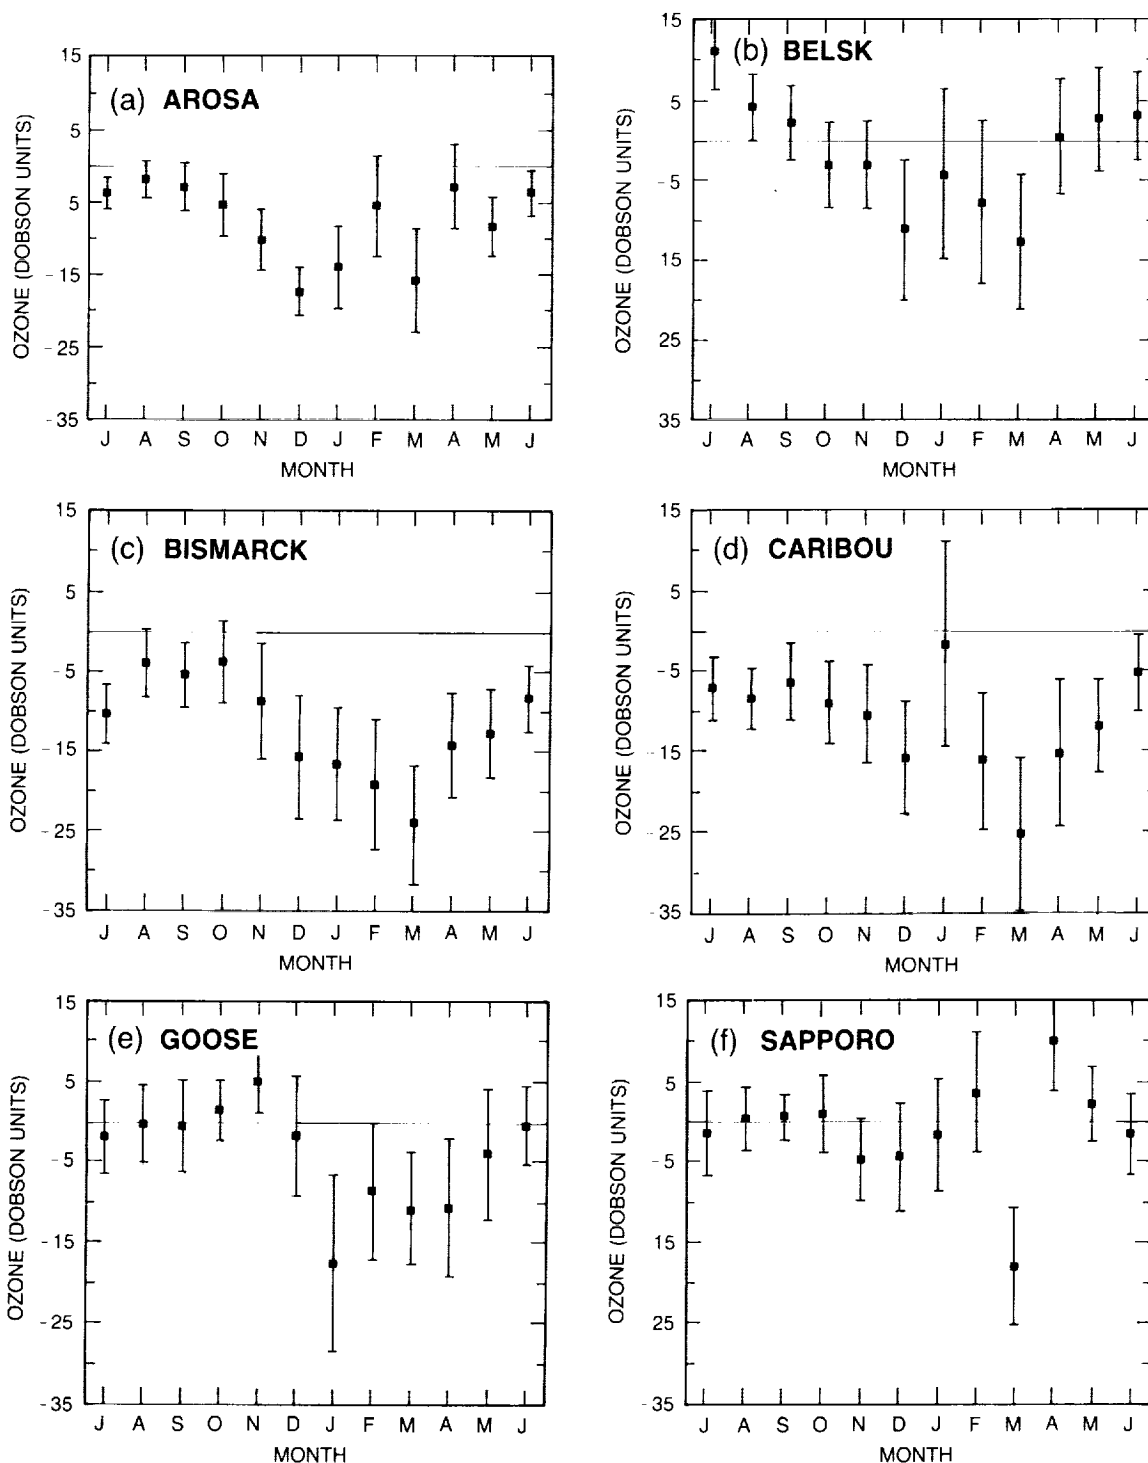 (a) AROSA
OZONE (DOBSON UNITS)
15
5
5
-15
-25
-35
J A S O N D J F M A M J
MONTH
(b) BELSK
OZONE (DOBSON UNITS)
15
5
-5
15
25
-35
J A S O N D J F M A M J
MONTH
(c) BISMARCK
OZONE (DOBSON UNITS)
15
5
-5
-15
-25
-35
J A S O N D J F M A M J
MONTH
(d) CARIBOU
OZONE (DOBSON UNITS)
15
5
-5
-15
-25
-35
J A S O N D J F M A M J
MONTH
(e) GOOSE
OZONE (DOBSON UNITS)
15
5
-5
-15
-25
-35
J A S O N D J F M A M J
MONTH
(f) SAPPORO
OZONE (DOBSON UNITS)
15
5
-5
15
25
-35
J A S O N D J F M A M J
MONTH